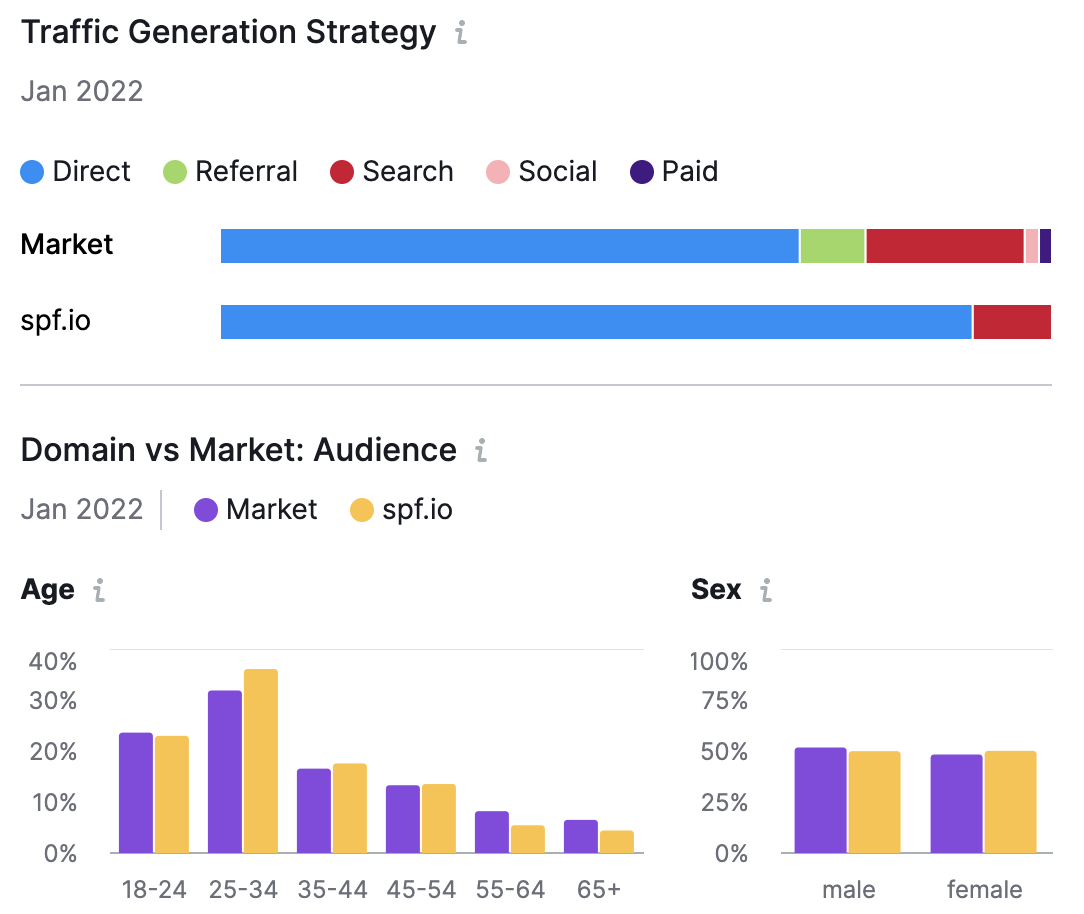 Traffic Generation Strategy i
Jan 2022
Direct Referral Search Social Paid
Market
spf.io
Domain vs Market: Audience i
Jan 2022 Market spf.io
Age i
40%
30%
20%
10%
0%
18-24 25-34 35-44 45-54 55-64 65+
Sex i
100%
75%
50%
25%
0%
male female